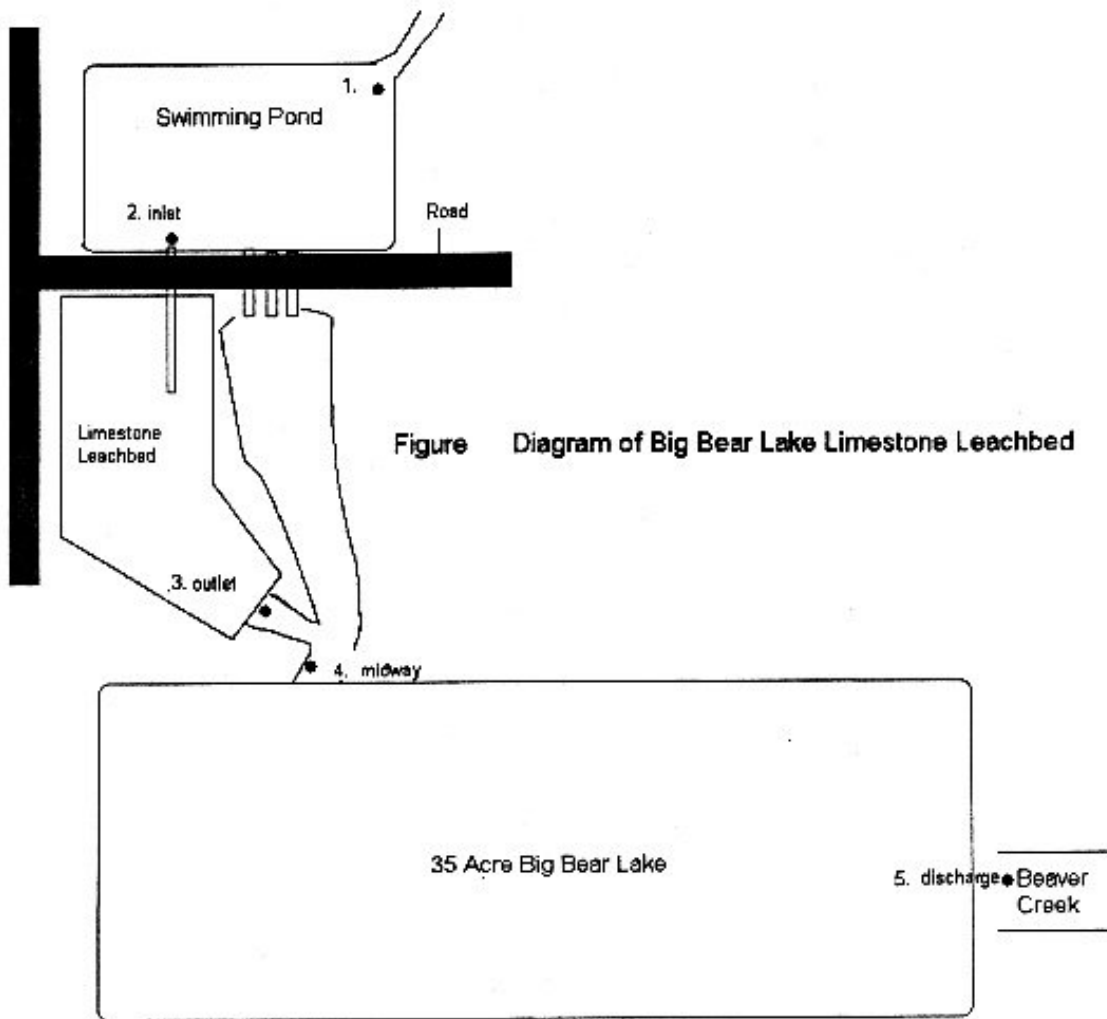 1.
Swimming Pond
2. inlet
Road
Limestone
Leachbed
Figure Diagram of Big Bear Lake Limestone Leachbed
3. outlet
4. midway
35 Acre Big Bear Lake
5. discharge
Beaver
Creek